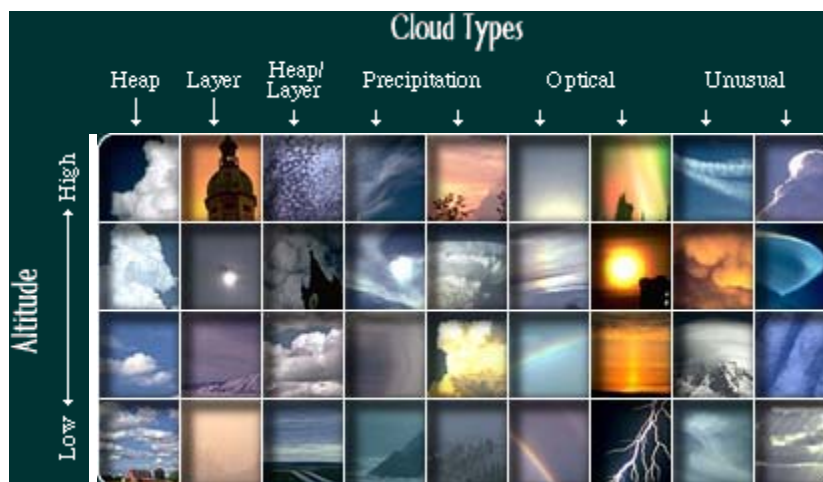 Cloud Types
Heap Layer Heap/ Layer Precipitation Optical Unusual
Altitude
High
Low